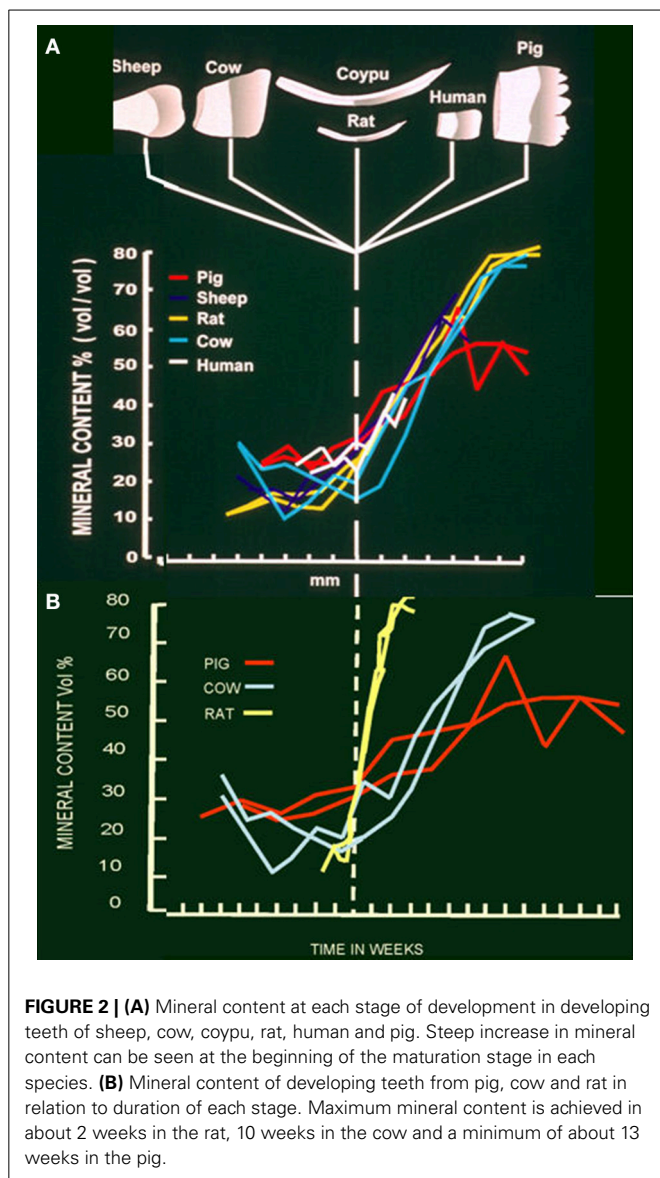 A
Sheep
Cow
Coypu
Rat
Human
Pig
MINERAL CONTENT % ( vol / vol )
80
70
60
50
40
30
20
10
0
Pig
Sheep
Rat
Cow
Human
mm
B
MINERAL CONTENT Vol %
80
70
60
50
40
30
20
10
0
PIG
COW
RAT
TIME IN WEEKS
FIGURE 2 | (A) Mineral content at each stage of development in developing
teeth of sheep, cow, coypu, rat, human and pig. Steep increase in mineral
content can be seen at the beginning of the maturation stage in each
species. (B) Mineral content of developing teeth from pig, cow and rat in
relation to duration of each stage. Maximum mineral content is achieved in
about 2 weeks in the rat, 10 weeks in the cow and a minimum of about 13
weeks in the pig.